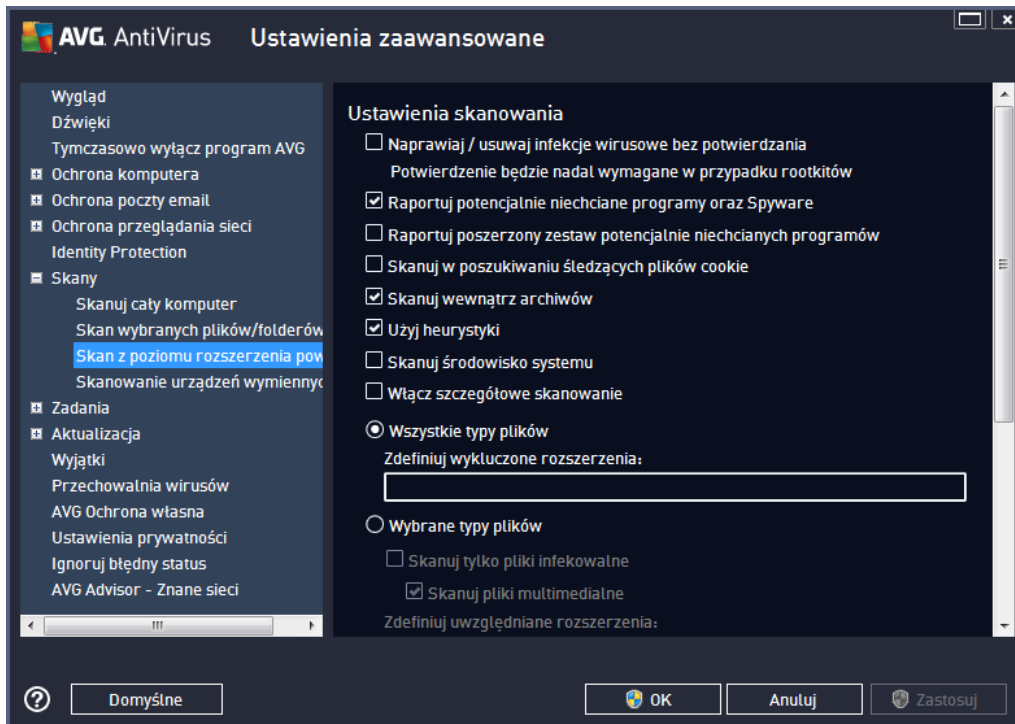 AVG. AntiVirus
Ustawienia zaawansowane
Wygląd
Dźwięki
Tymczasowo wyłącz program AVG
Ochrona komputera
Ochrona poczty email
Ochrona przeglądania sieci
Identity Protection
Skany
Skanuj cały komputer
Skan wybranych plików/folderów
Skan z poziomu rozszerzenia pow
Skanowanie urządzeń wymiennyc
Zadania
Aktualizacja
Wyjątki
Przechowalnia wirusów
AVG Ochrona własna
Ustawienia prywatności
Ignoruj błędny status
AVG Advisor - Znane sieci
Ustawienia skanowania
Naprawiaj / usuwaj infekcje wirusowe bez potwierdzania
Potwierdzenie będzie nadal wymagane w przypadku rootkitów
Raportuj potencjalnie niechciane programy oraz Spyware
Raportuj poszerzony zestaw potencjalnie niechcianych programów
Skanuj w poszukiwaniu śledzących plików cookie
Skanuj wewnątrz archiwów
Użyj heurystyki
Skanuj środowisko systemu
Włącz szczegółowe skanowanie
Wszystkie typy plików
Zdefiniuj wykluczone rozszerzenia:
Wybrane typy plików
Skanuj tylko pliki infekowalne
Skanuj pliki multimedialne
Zdefiniuj uwzględniane rozszerzenia:
Domyślne
OK
Anuluj
Zastosuj